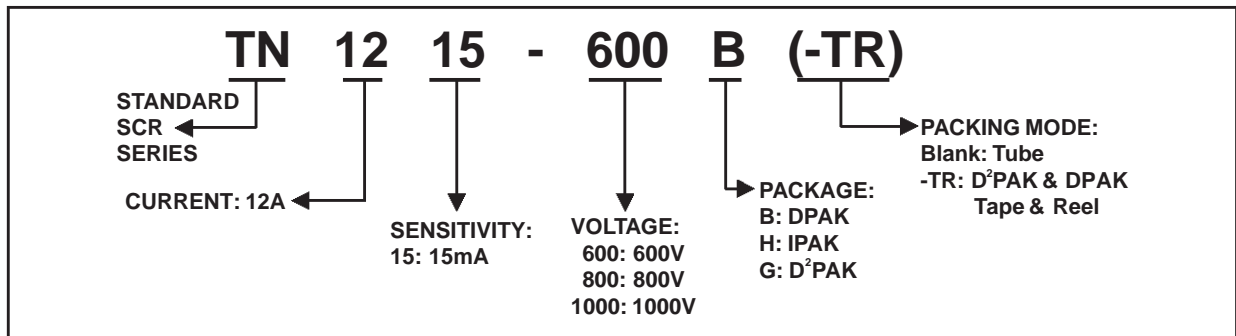 TN 12 15 - 600 B (-TR)
STANDARD
SCR
SERIES
CURRENT: 12A
SENSITIVITY:
15: 15mA
VOLTAGE:
600: 600V
800: 800V
1000: 1000V
PACKAGE:
B: DPAK
H: IPAK
G: D²PAK
PACKING MODE:
Blank: Tube
-TR: D²PAK & DPAK
Tape & Reel